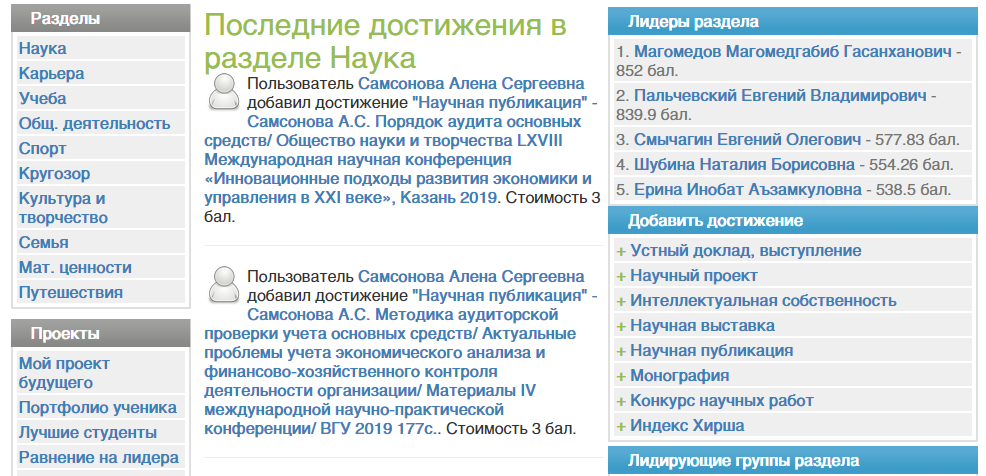 Разделы
Наука
Карьера
Учеба
Общ. деятельность
Спорт
Кругозор
Культура и
творчество
Семья
Мат. ценности
Путешествия
Проекты
Мой проект
будущего
Портфолио ученика
Лучшие студенты
Равнение на лидера
Последние достижения в
разделе Наука
Пользователь Самсонова Алена Сергеевна
добавил достижение "Научная публикация" -
Самсонова А.С. Порядок аудита основных
средств/ Общество науки и творчества LXVIII
Международная научная конференция
«Инновационные подходы развития экономики и
управления в XXI веке», Казань 2019. Стоимость 3
бал.
Пользователь Самсонова Алена Сергеевна
добавил достижение "Научная публикация" -
Самсонова А.С. Методика аудиторской
проверки учета основных средств/ Актуальные
проблемы учета экономического анализа и
финансово-хозяйственного контроля
деятельности организации/ Материалы IV
международной научно-практической
конференции/ ВГУ 2019 177с.. Стоимость 3 бал.
Лидеры раздела
1. Магомедов Магомедгабиб Гасанханович -
852 бал.
2. Пальчевский Евгений Владимирович -
839.9 бал.
3. Смычагин Евгений Олегович - 577.83 бал.
4. Шубина Наталия Борисовна - 554.26 бал.
5. Ерина Инобат Аъзамкуловна - 538.5 бал.
Добавить достижение
+ Устный доклад, выступление
+ Научный проект
+ Интеллектуальная собственность
+ Научная выставка
+ Научная публикация
+ Монография
+ Конкурс научных работ
+ Индекс Хирша
Лидирующие группы раздела